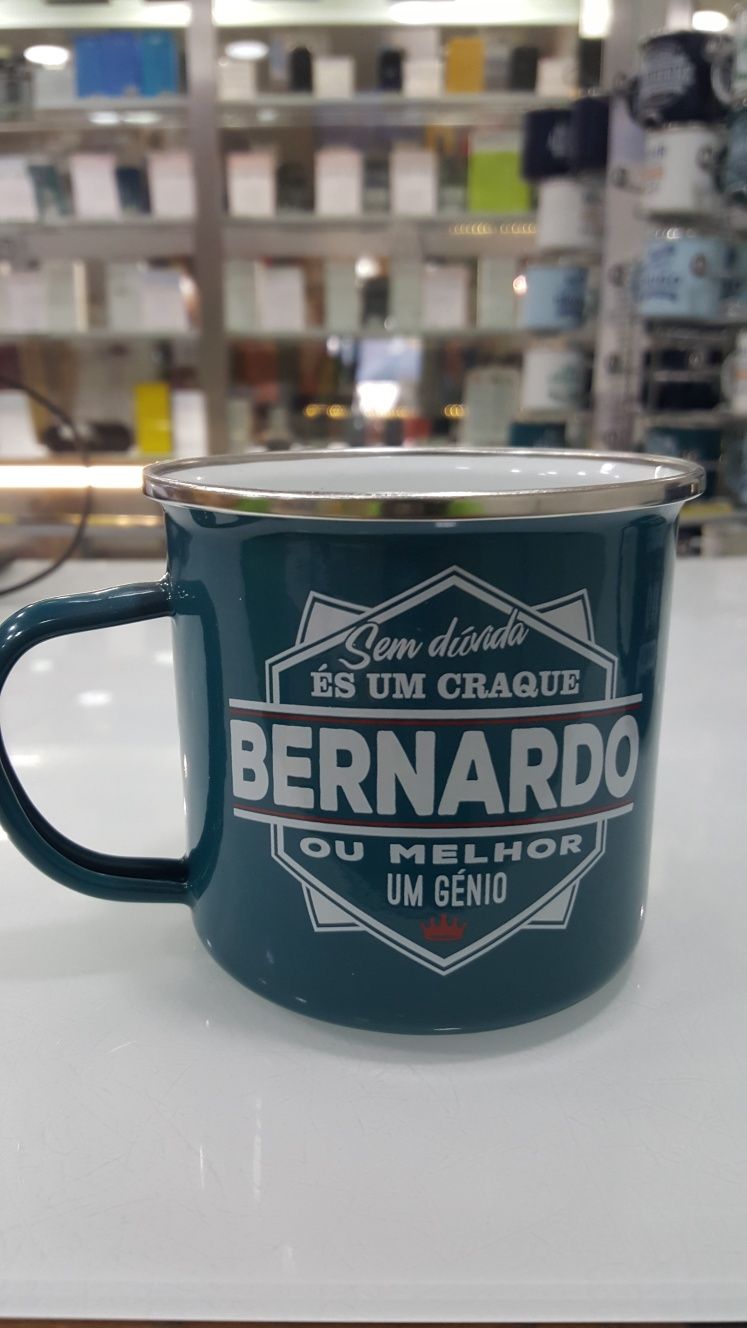 Sem dúvida
ÉS UM CRAQUE
BERNARDO
OU MELHOR
UM GÉNIO